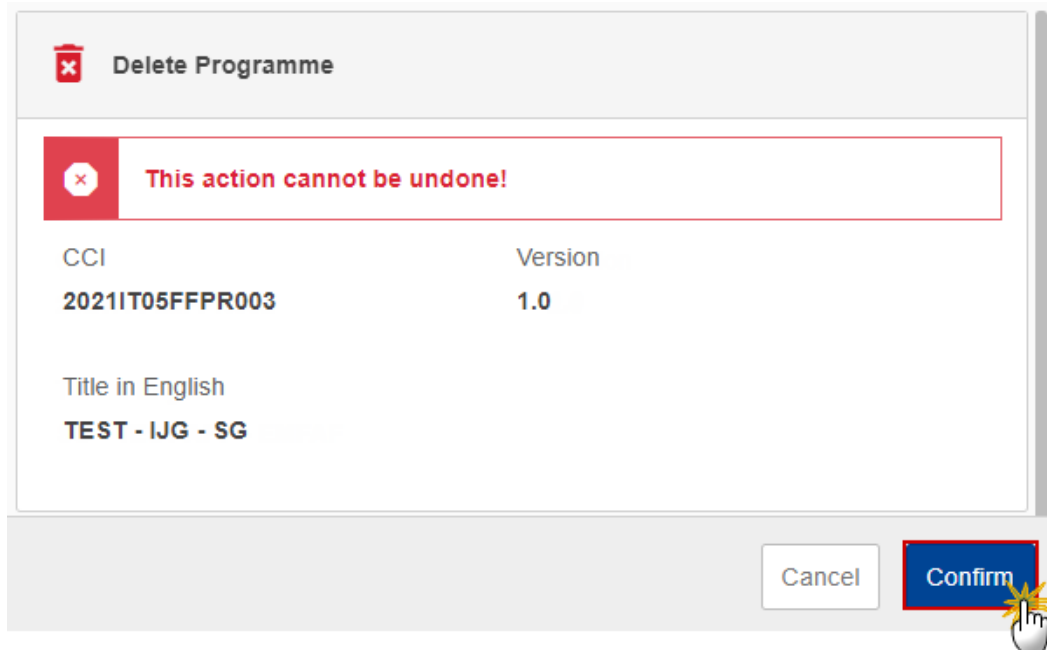 Delete Programme
This action cannot be undone!
CCI Version
2021IT05FFPR003 1.0
Title in English
TEST - IJG - SG
Cancel Confirm